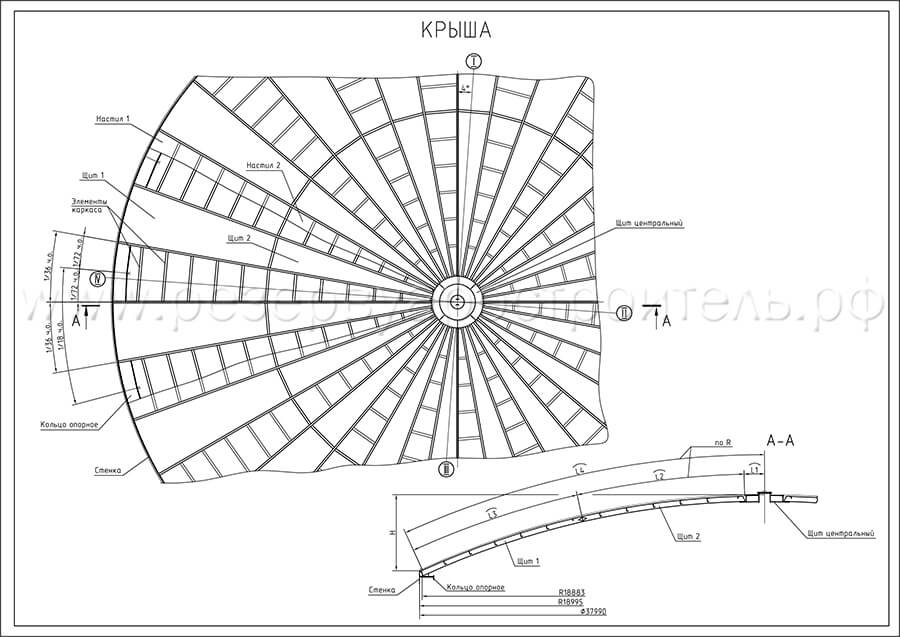 КРЫША
I
4°
Настил 1
Настил 2
Щит 1
Элементы
каркаса
Щит 2
Щит центральный
1/36 ч.о.
1/72 ч.о.
1/72 ч.о.
IV
www.резервуаростроитель.рф
II
А
А
1/36 ч.о.
1/18 ч.о.
Кольцо опорное
Стенка
III
по R
А-А
L4
L2
L1
L3
H
Щит центральный
Щит 2
Щит 1
Стенка
Кольцо опорное
R18883
R18995
Ф37990